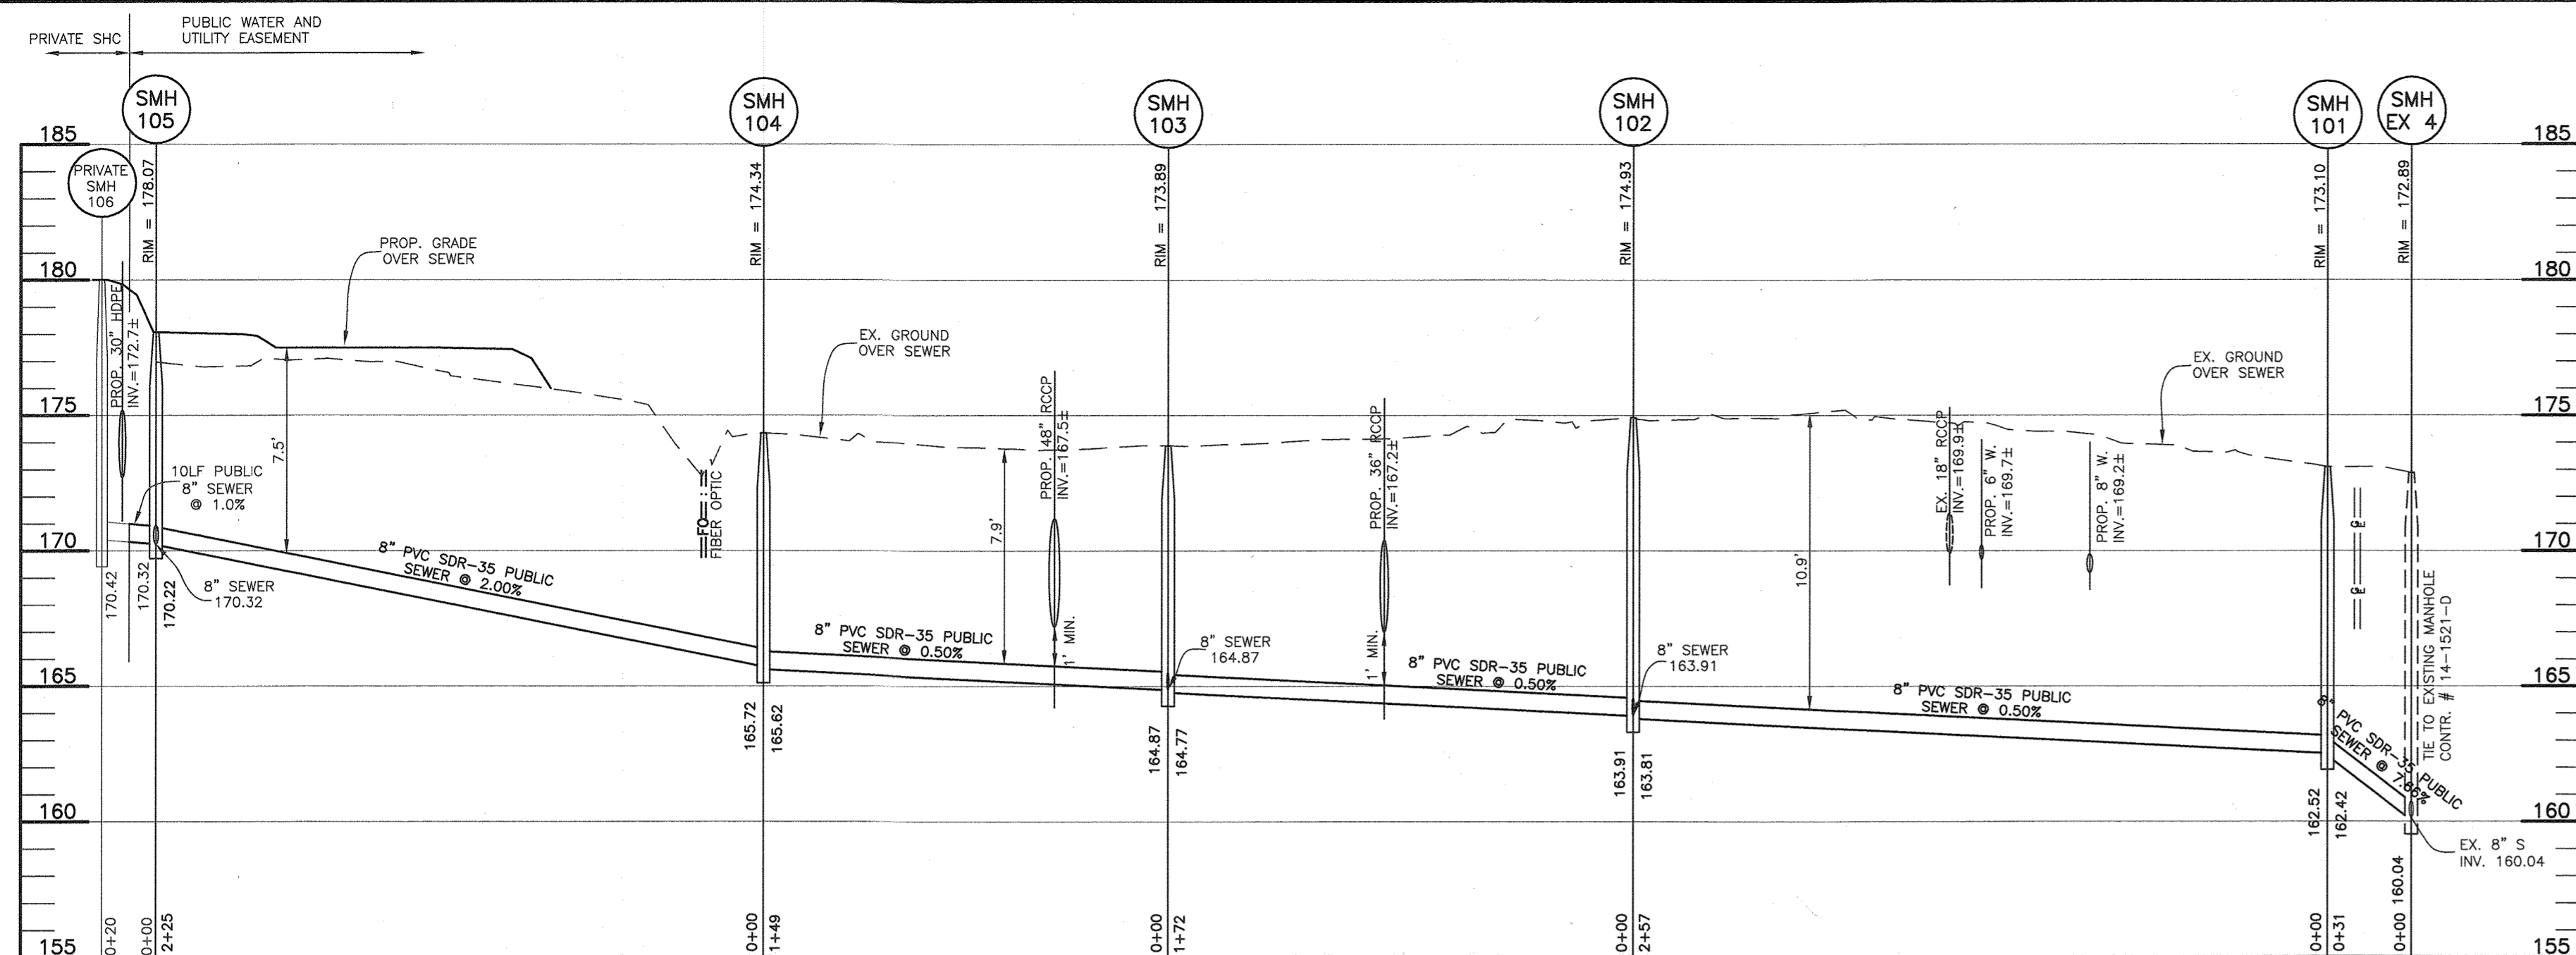 PRIVATE SHC
PUBLIC WATER AND
UTILITY EASEMENT
SMH
105
SMH
104
SMH
103
SMH
102
SMH
101
SMH
EX 4
PRIVATE
SMH
106
185
185
180
180
175
175
170
170
165
165
160
160
155
155
RIM = 178.07
RIM = 174.34
RIM = 173.89
RIM = 174.93
RIM = 173.10
RIM = 172.89
PROP. GRADE
OVER SEWER
PROP. 30" HDPE
INV.=172.7±
10LF PUBLIC
8" SEWER
@ 1.0%
7.5'
8" PVC SDR-35 PUBLIC
SEWER @ 2.00%
8" SEWER
170.32
170.42
170.32
170.22
==FO==
FIBER OPTIC
EX. GROUND
OVER SEWER
7.9'
PROP. 48" RCCP
INV.=167.5±
1' MIN.
8" PVC SDR-35 PUBLIC
SEWER @ 0.50%
165.72
165.62
8" SEWER
164.87
164.87
164.77
PROP. 36" RCCP
INV.=167.2±
1' MIN.
8" PVC SDR-35 PUBLIC
SEWER @ 0.50%
8" SEWER
163.91
163.91
163.81
10.9'
8" PVC SDR-35 PUBLIC
SEWER @ 0.50%
EX. 18" RCCP
INV.=169.9±
PROP. 6" W.
INV.=169.7±
PROP. 8" W.
INV.=169.2±
EX. GROUND
OVER SEWER
8" PVC SDR-35 PUBLIC
SEWER @ 7.66%
162.52
162.42
TIE TO EXISTING MANHOLE
CONTR. # 14-1521-D
EX. 8" S
INV. 160.04
160.04
0+20
0+00
2+25
0+00
1+49
0+00
1+72
0+00
2+57
0+00
0+31
0+00